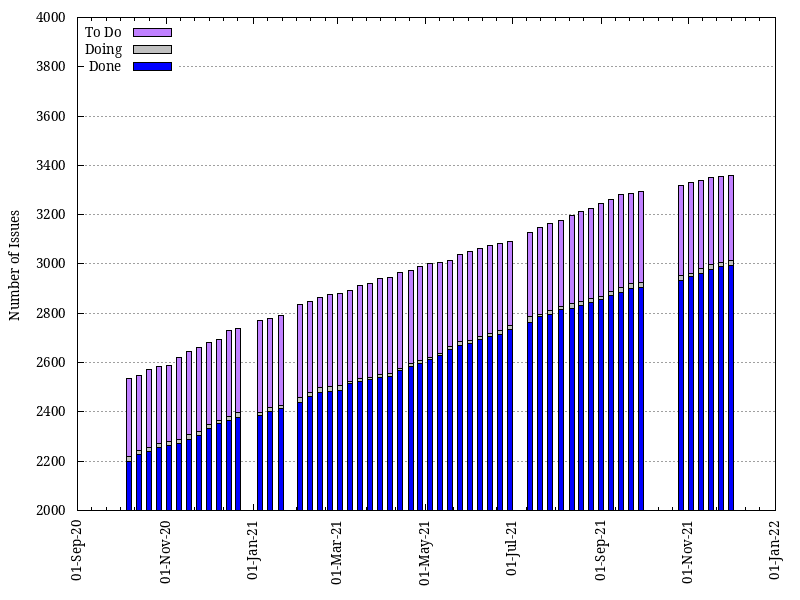 4000
3800
3600
3400
3200
3000
2800
2600
2400
2200
2000
Number of Issues
To Do
Doing
Done
01-Sep-20
01-Nov-20
01-Jan-21
01-Mar-21
01-May-21
01-Jul-21
01-Sep-21
01-Nov-21
01-Jan-22